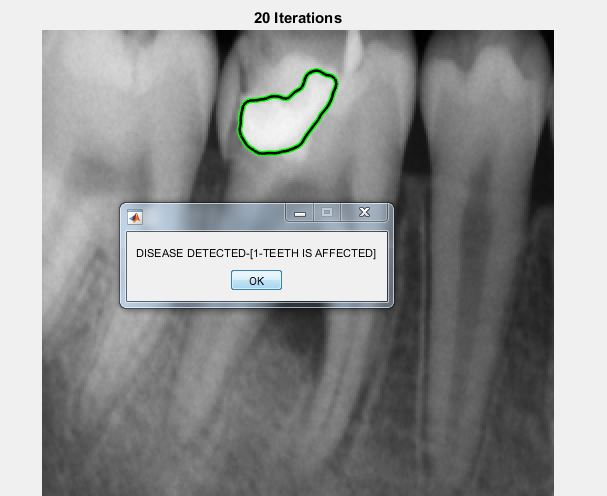 20 Iterations
DISEASE DETECTED-[1-TEETH IS AFFECTED]
OK